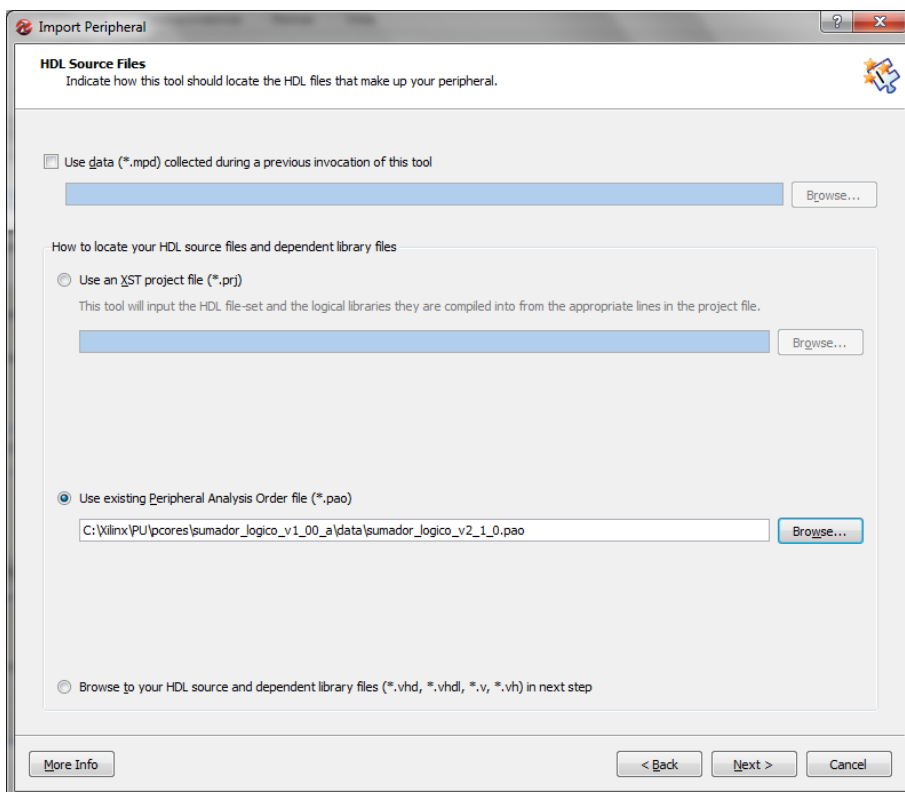 Import Peripheral
HDL Source Files
Indicate how this tool should locate the HDL files that make up your peripheral.
Use data (*.mpd) collected during a previous invocation of this tool
Browse...
How to locate your HDL source files and dependent library files
Use an XST project file (*.prj)
This tool will input the HDL file-set and the logical libraries they are compiled into from the appropriate lines in the project file.
Browse...
Use existing Peripheral Analysis Order file (*.pao)
C:\Xilinx\PU\pcores\sumador_logico_v1_00_a\data\sumador_logico_v2_1_0.pao
Browse...
Browse to your HDL source and dependent library files (*.vhd, *.vhdl, *.v, *.vh) in next step
More Info
< Back
Next >
Cancel